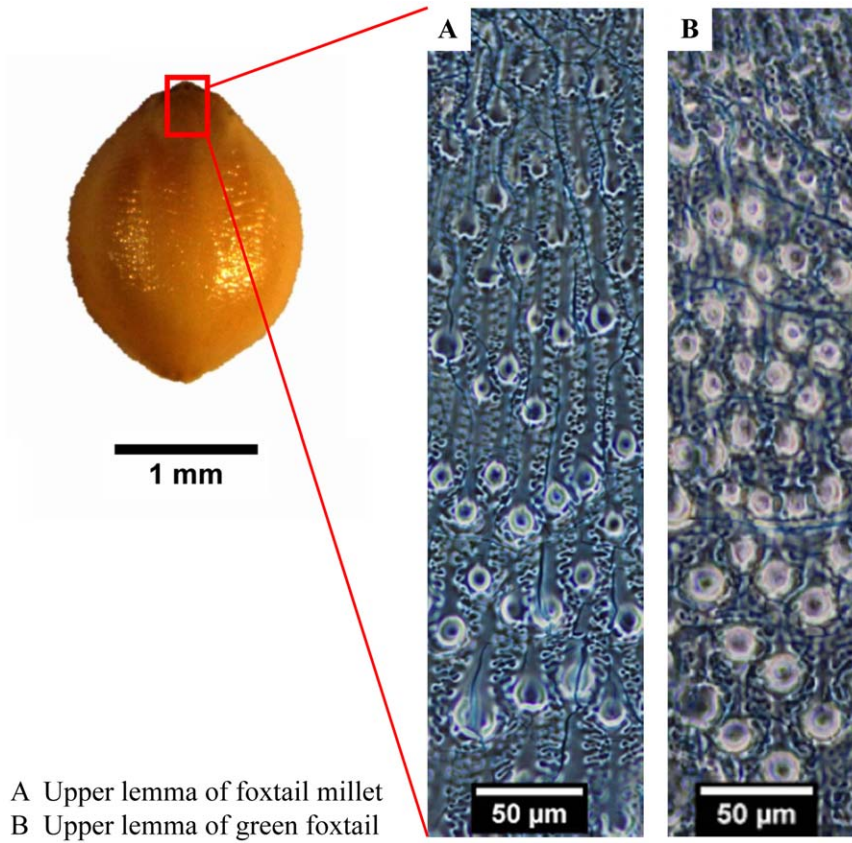 A
B
1 mm
50 µm
50 µm
A Upper lemma of foxtail millet
B Upper lemma of green foxtail